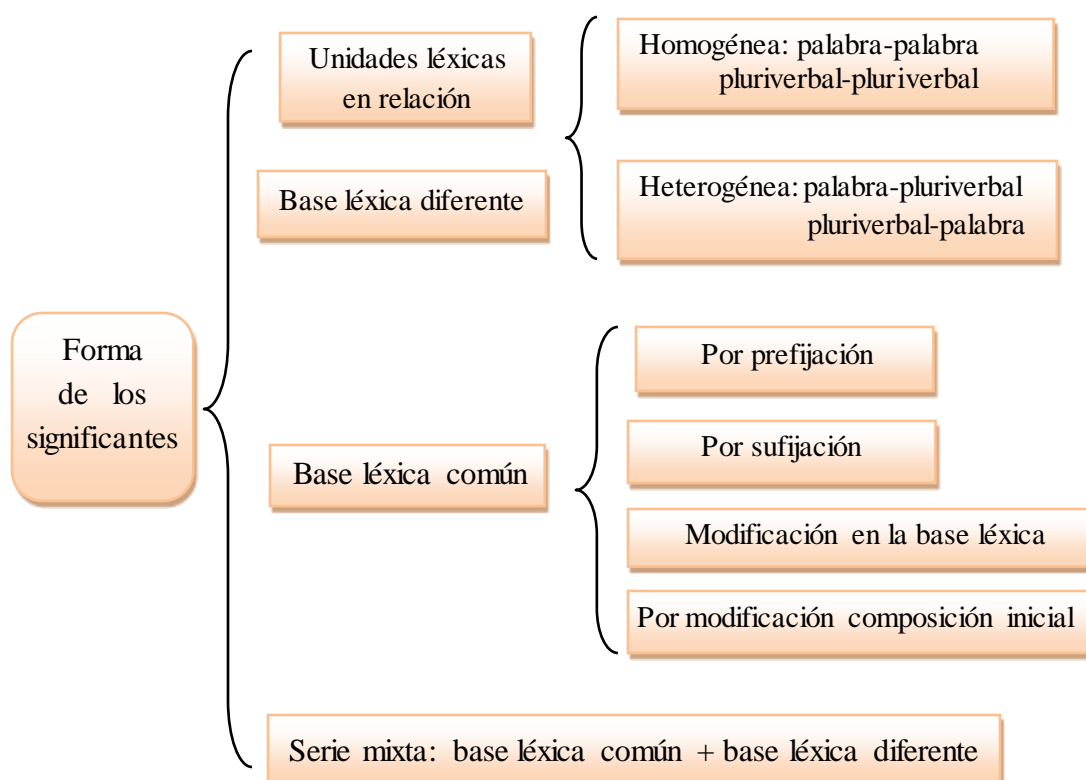 Forma
de los
significantes
Unidades léxicas
en relación
Base léxica diferente
Homogénea: palabra-palabra
pluriverbal-pluriverbal
Heterogénea: palabra-pluriverbal
pluriverbal-palabra
Base léxica común
Por prefijación
Por sufijación
Modificación en la base léxica
Por modificación composición inicial
Serie mixta: base léxica común + base léxica diferente